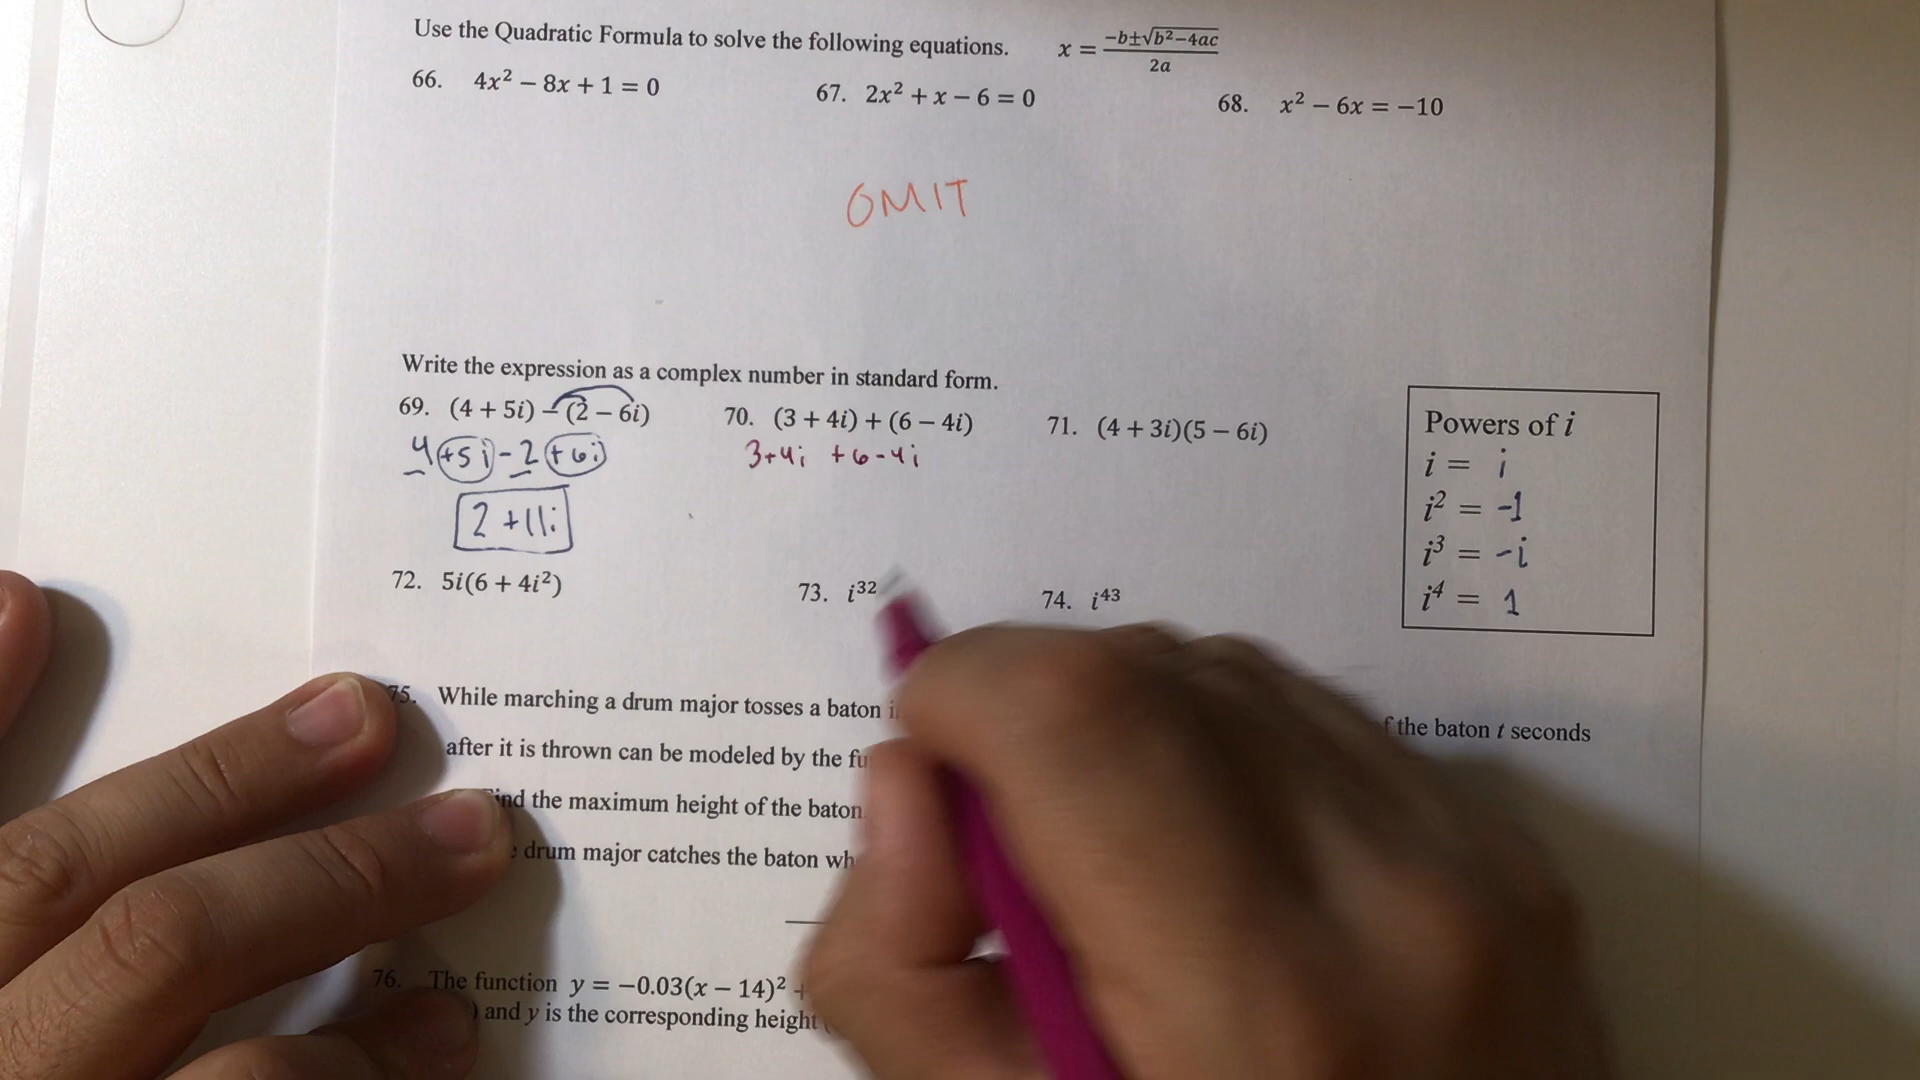 Use the Quadratic Formula to solve the following equations. x = \frac{-b±√b²−4ac}{2a}
66. 4x² − 8x + 1 = 0 67. 2x² + x − 6 = 0 68. x² − 6x = −10
OMIT
Write the expression as a complex number in standard form.
69. (4 + 5i) − (2 − 6i) 70. (3 + 4i) + (6 − 4i) 71. (4 + 3i)(5 − 6i)
4+5i-2+6i 3+4i +6-4i
2+11i
72. 5i(6 + 4i²) 73. i³² 74. i⁴³
Powers of i
i = i
i² = -1
i³ = -i
i⁴ = 1
75. While marching a drum major tosses a baton f the baton t seconds
after it is thrown can be modeled by the
the maximum height of the baton
drum major catches the baton
76. The function y = −0.03(x − 14)² +
) and y is the corresponding height